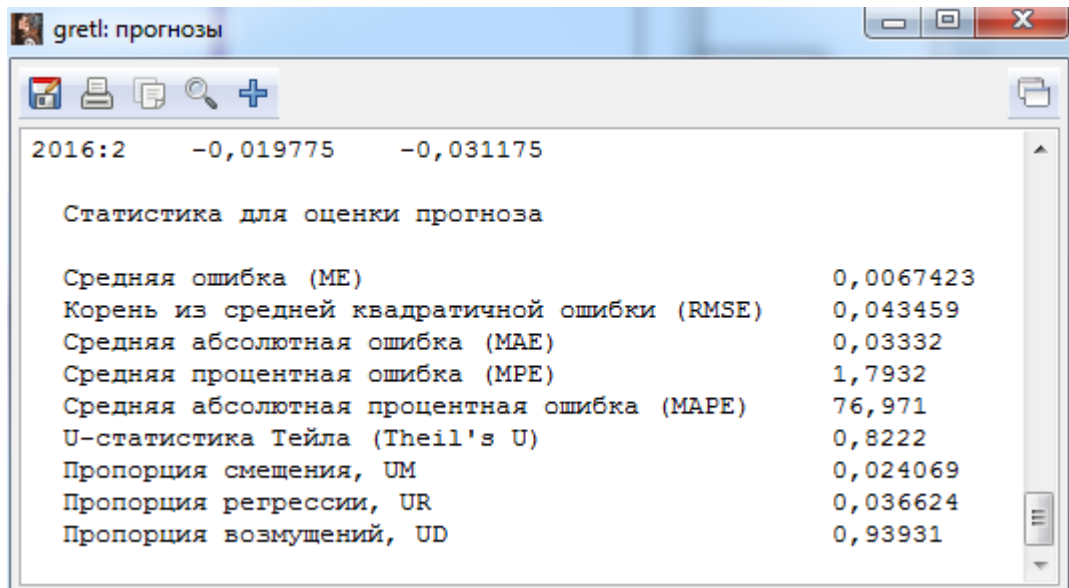 gretl: прогнозы
2016:2 -0,019775 -0,031175
Статистика для оценки прогноза
Средняя ошибка (ME) 0,0067423
Корень из средней квадратичной ошибки (RMSE) 0,043459
Средняя абсолютная ошибка (MAE) 0,03332
Средняя процентная ошибка (MPE) 1,7932
Средняя абсолютная процентная ошибка (MAPE) 76,971
U-статистика Тейла (Theil's U) 0,8222
Пропорция смещения, UM 0,024069
Пропорция регрессии, UR 0,036624
Пропорция возмущений, UD 0,93931